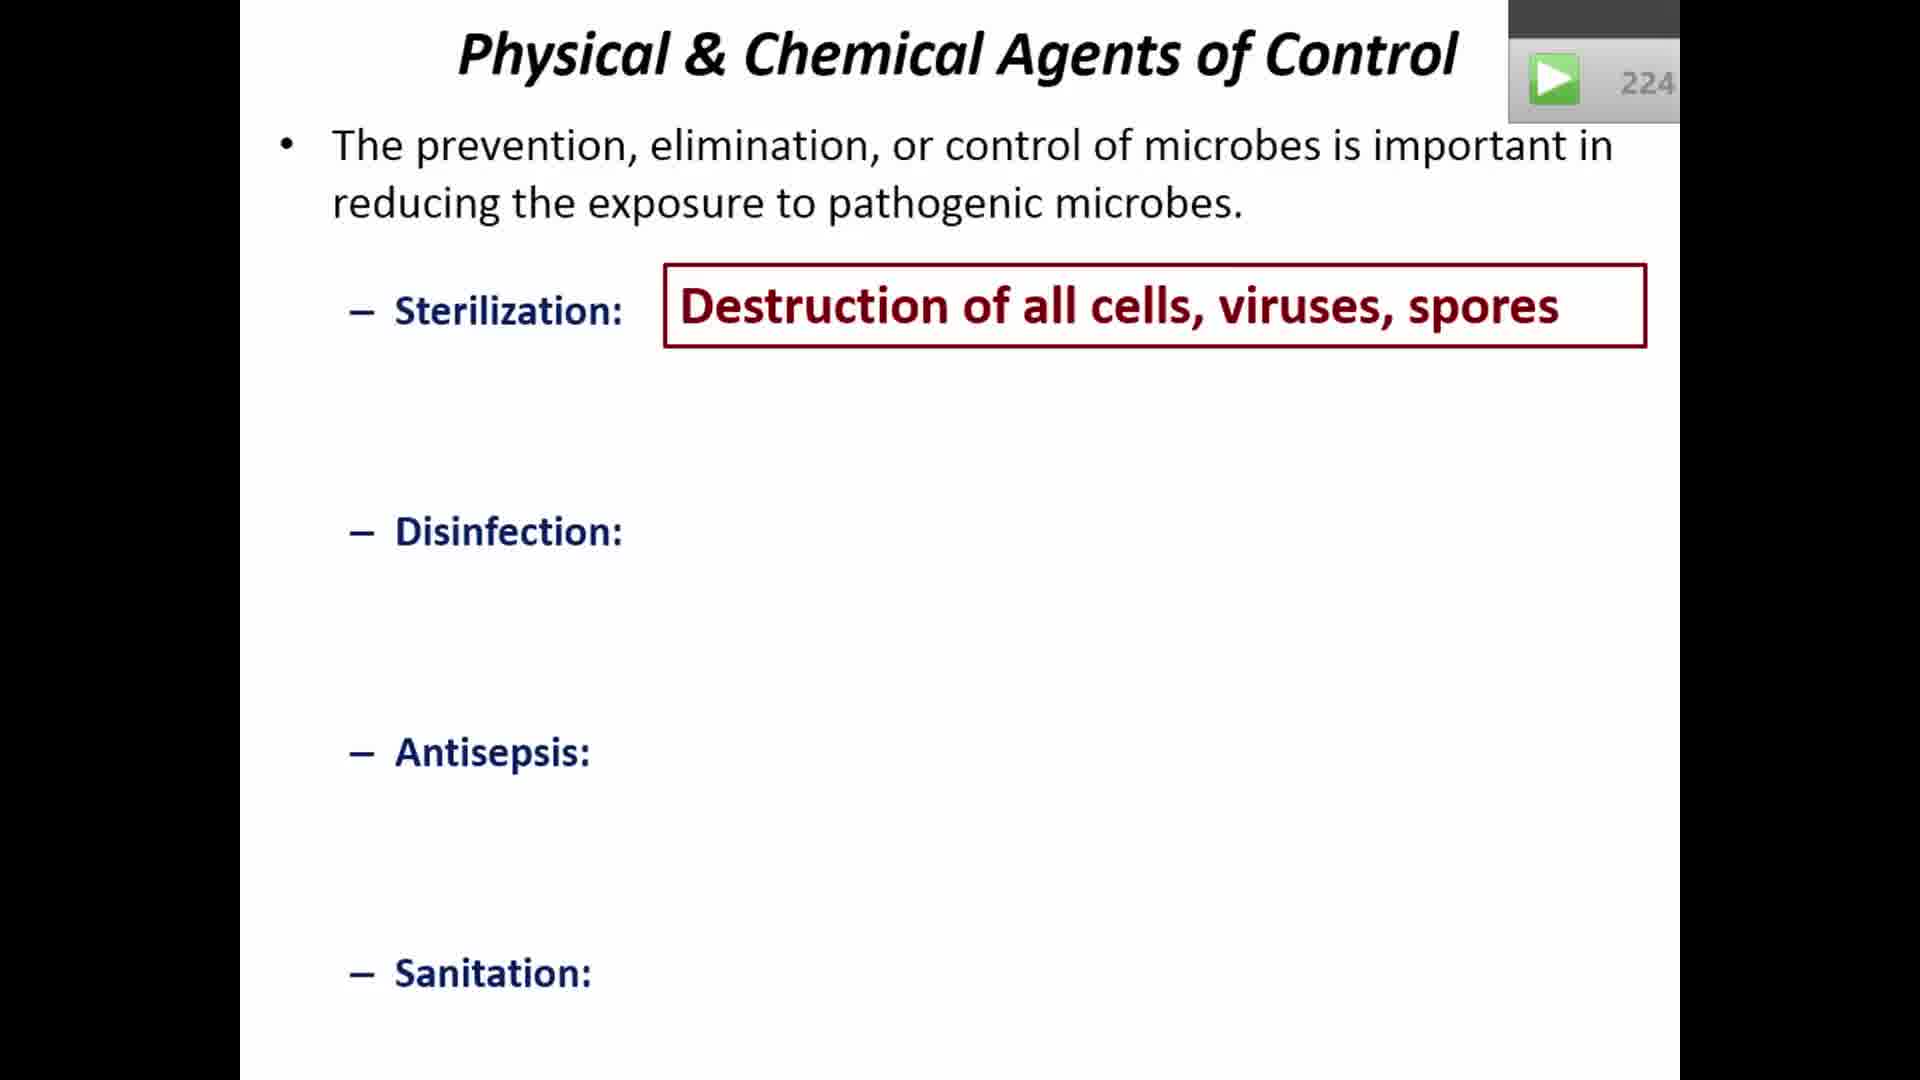 Physical & Chemical Agents of Control
224
• The prevention, elimination, or control of microbes is important in
reducing the exposure to pathogenic microbes.
– Sterilization: Destruction of all cells, viruses, spores
– Disinfection:
– Antisepsis:
– Sanitation: